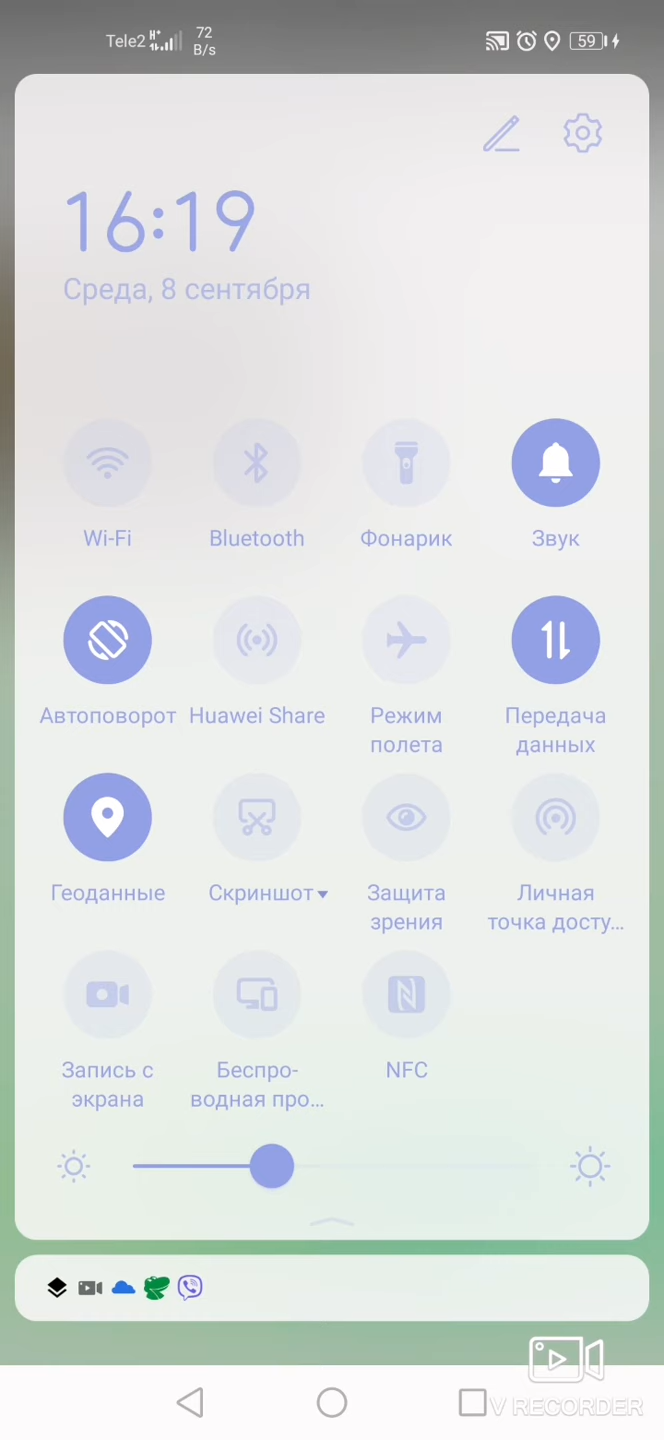 Tele2 H+ 72 B/s 59
16:19
Среда, 8 сентября
Wi-Fi Bluetooth Фонарик Звук
Автоповорот Huawei Share Режим полета Передача данных
Геоданные Скриншот Защита зрения Личная точка досту...
Запись с экрана Беспро-
водная про... NFC
V RECORDER